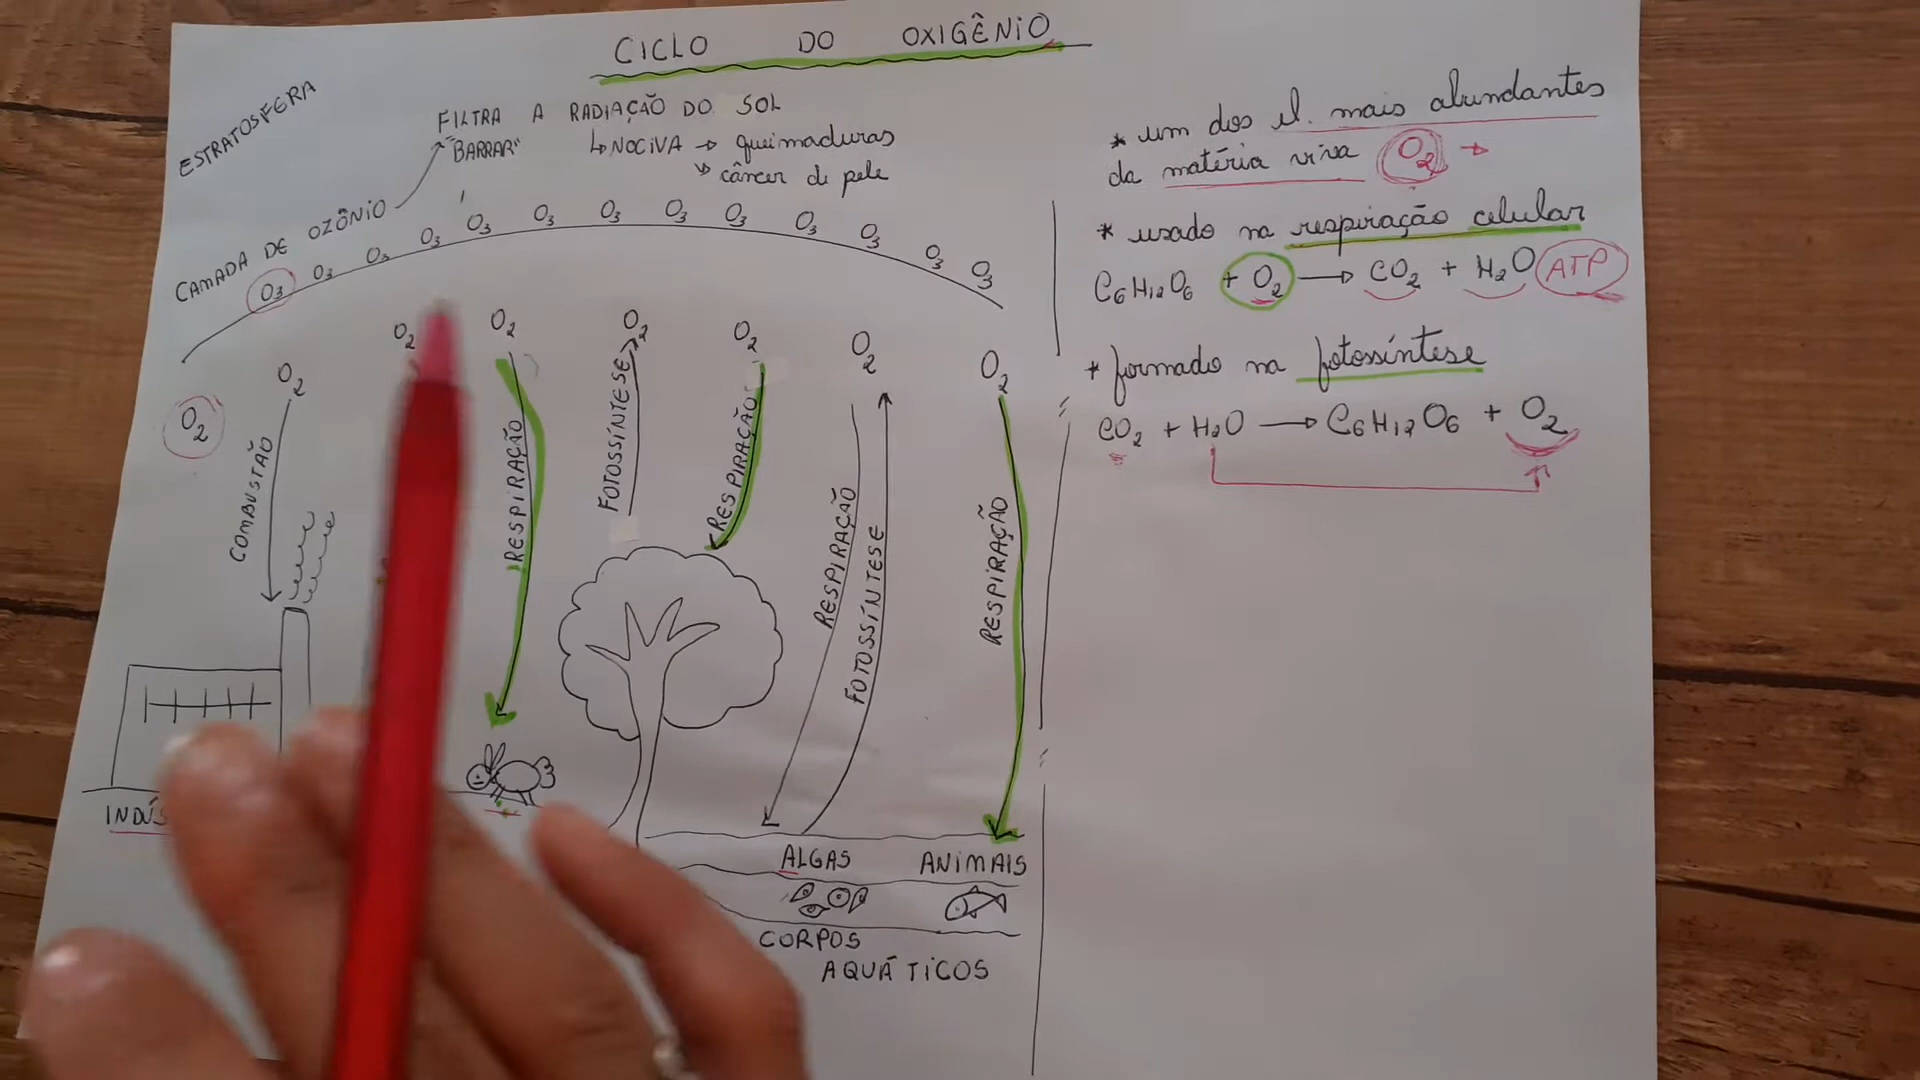 CICLO DO OXIGÊNIO
ESTRATOSFERA
FILTRA A RADIAÇÃO DO SOL
"BARRAR" ↳ NOCIVA → queimaduras
↘ câncer de pele
CAMADA DE OZÔNIO
O3 O3 O3 O3 O3 O3 O3 O3 O3 O3 O3 O3 O3
O2 O2 O2 O2 O2 O2 O2
O2
COMBUSTÃO
RESPIRAÇÃO
FOTOSSÍNTESE
RESPIRAÇÃO
RESPIRAÇÃO
FOTOSSÍNTESE
RESPIRAÇÃO
ALGAS ANIMAIS
CORPOS
AQUÁTICOS
* um dos el. mais abundantes
da matéria viva O2 →
* usado na respiração celular
C6H12O6 + O2 → CO2 + H2O ATP
* formado na fotossíntese
CO2 + H2O → C6H12O6 + O2